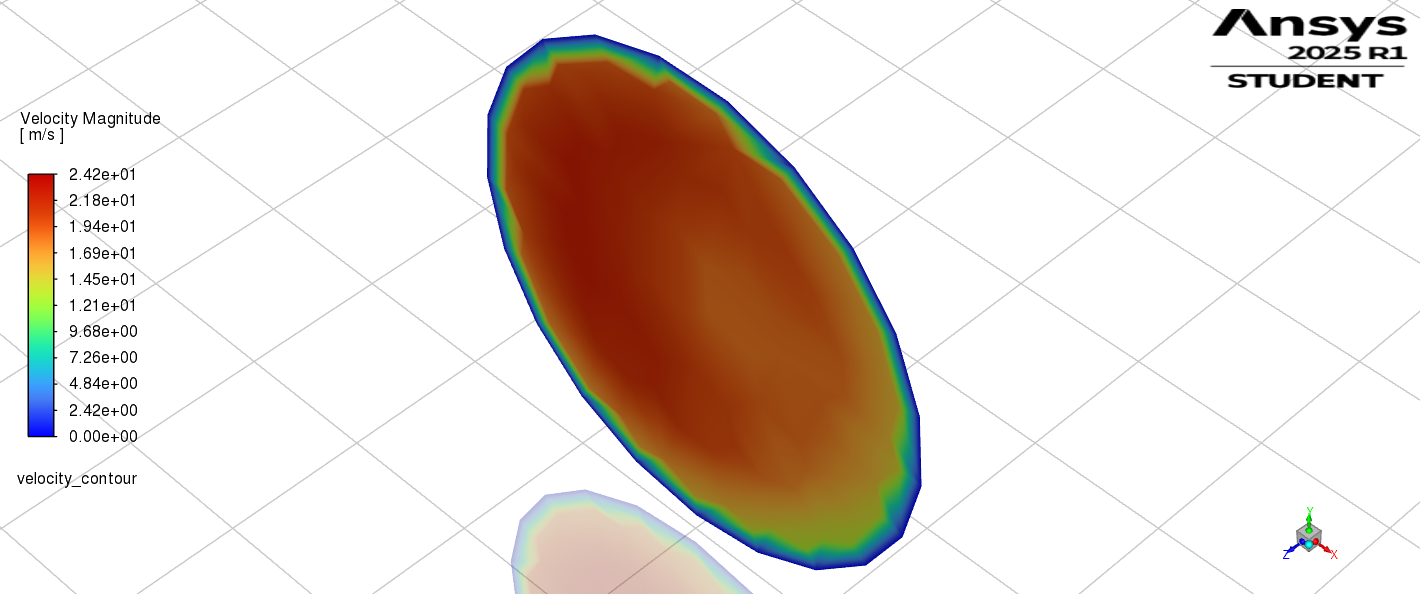 Ansys
2025 R1
STUDENT
Velocity Magnitude
[ m/s ]
2.42e+01
2.18e+01
1.94e+01
1.69e+01
1.45e+01
1.21e+01
9.68e+00
7.26e+00
4.84e+00
2.42e+00
0.00e+00
velocity_contour
Y
Z
X